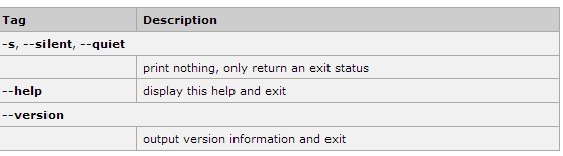 Tag Description
-s, --silent, --quiet
print nothing, only return an exit status
--help display this help and exit
--version
output version information and exit